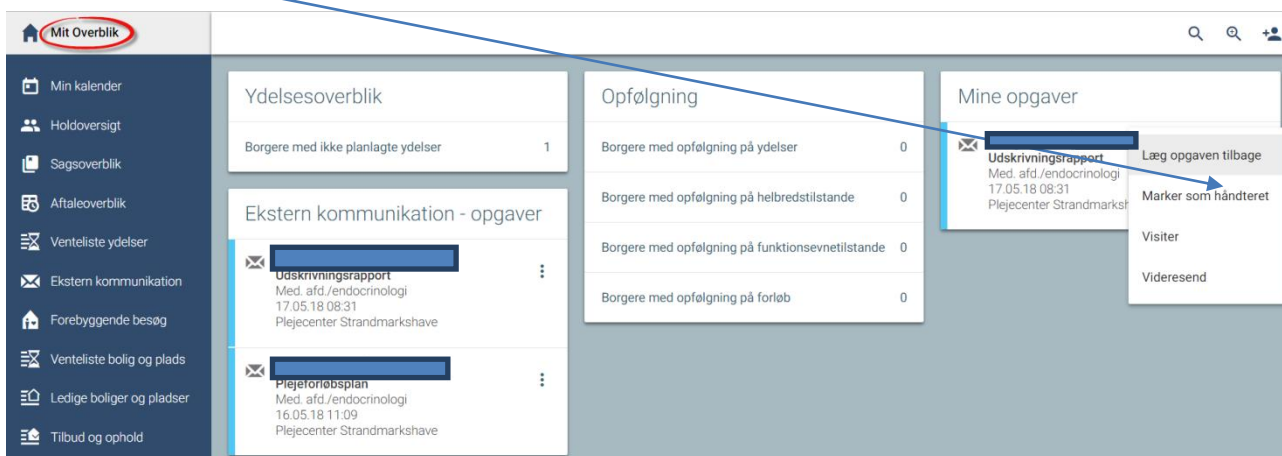 Mit Overblik
Min kalender
Holdoversigt
Sagsoverblik
Aftaleoverblik
Venteliste ydelser
Ekstern kommunikation
Forebyggende besøg
Venteliste bolig og plads
Ledige boliger og pladser
Tilbud og ophold
Ydelsesoverblik
Borgere med ikke planlagte ydelser 1
Ekstern kommunikation - opgaver
Udskrivningsrapport
Med. afd./endocrinologi
17.05.18 08:31
Plejecenter Strandmarkshave
Plejeforløbsplan
Med. afd./endocrinologi
16.05.18 11:09
Plejecenter Strandmarkshave
Opfølgning
Borgere med opfølgning på ydelser 0
Borgere med opfølgning på helbredstilstande 0
Borgere med opfølgning på funktionsevnetilstande 0
Borgere med opfølgning på forløb 0
Mine opgaver
Udskrivningsrapport
Med. afd./endocrinologi
17.05.18 08:31
Plejecenter Strandmarksh
Læg opgaven tilbage
Marker som håndteret
Visiter
Videresend